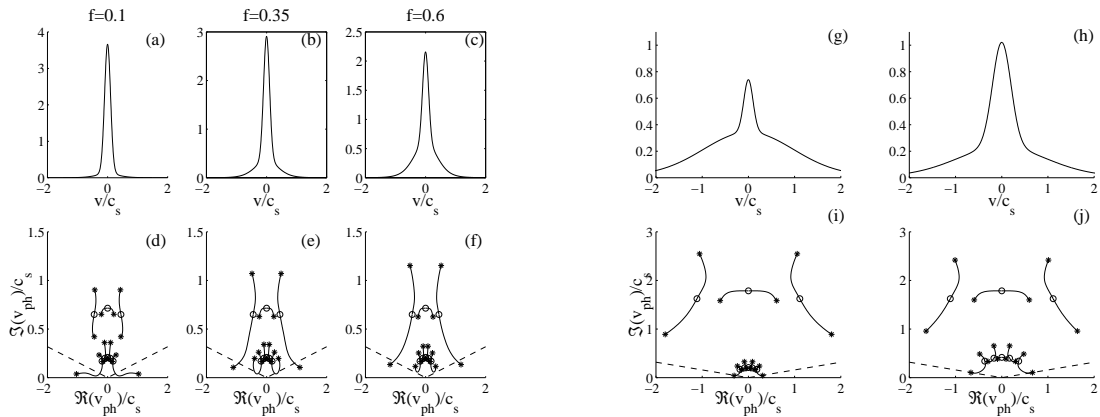 f=0.1 f=0.35 f=0.6
(a) (b) (c) (g) (h)
4 3 2.5 1 1
3 2 2 0.8 0.8
2 1.5 0.6 0.6
1 1 1 0.4 0.4
0.5 0.2 0.2
0 0 0 0 0
−2 0 2 −2 0 2 −2 0 2 −2 −1 0 1 2 −2 −1 0 1 2
v/c_s v/c_s v/c_s v/c_s v/c_s
(d) (e) (f) (i) (j)
1.5 1.5 1.5 3 3
1 1 1 2 2
ℑ(v_ph)/c_s ℑ(v_ph)/c_s
0.5 0.5 0.5 1 1
0 0 0 0 0
−2 0 2 −2 0 2 −2 0 2 −2 −1 0 1 2 −2 −1 0 1 2
ℜ(v_ph)/c_s ℜ(v_ph)/c_s ℜ(v_ph)/c_s ℜ(v_ph)/c_s ℜ(v_ph)/c_s